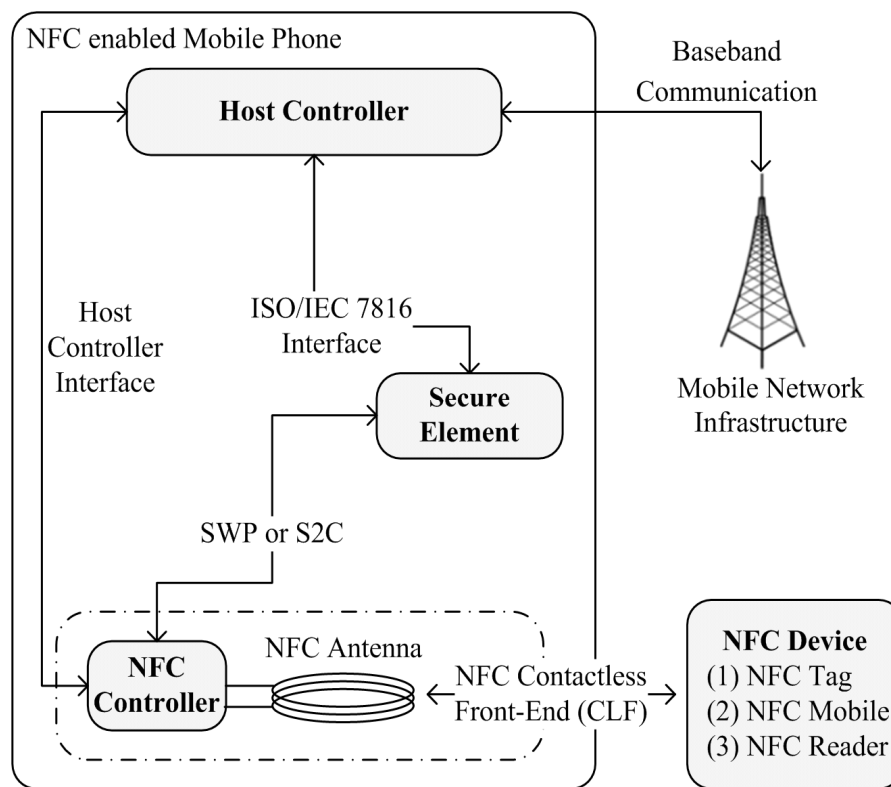 NFC enabled Mobile Phone
Host Controller
Baseband
Communication
Host
Controller
Interface
ISO/IEC 7816
Interface
Mobile Network
Infrastructure
Secure
Element
SWP or S2C
NFC
Controller
NFC Antenna
NFC Contactless
Front-End (CLF)
NFC Device
(1) NFC Tag
(2) NFC Mobile
(3) NFC Reader